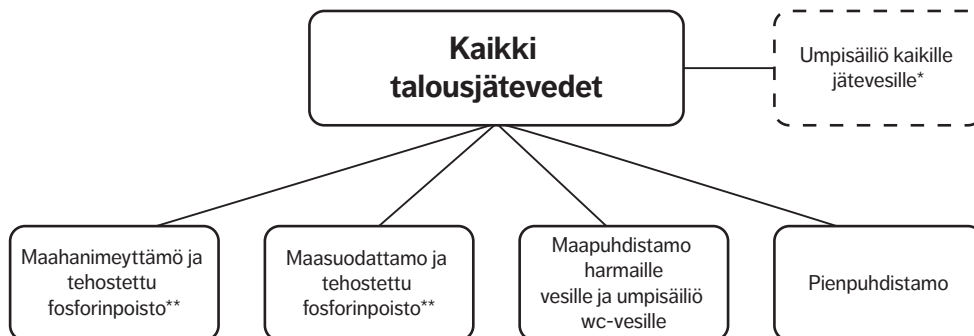 Kaikki
talousjätevedet
Umpisäiliö kaikille
jätevesille*
Maahanimeyttämö ja
tehostettu
fosforinpoisto**
Maasuodattamo ja
tehostettu
fosforinpoisto**
Maapuhdistamo
harmaille
vesille ja umpisäiliö
wc-vesille
Pienpuhdistamo